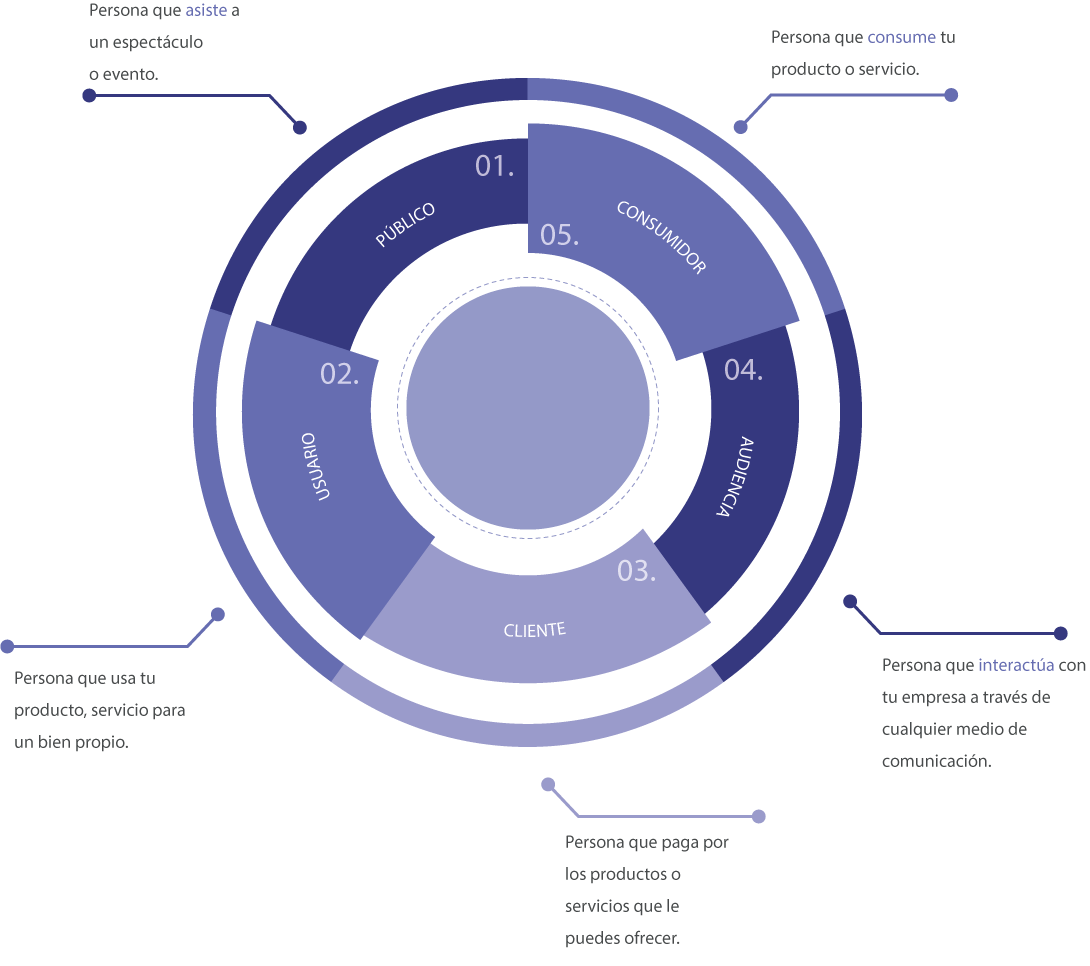 Persona que asiste a
un espectáculo
o evento.
Persona que consume tu
producto o servicio.
01.
PÚBLICO
05.
CONSUMIDOR
02.
USUARIO
04.
AUDIENCIA
03.
CLIENTE
Persona que usa tu
producto, servicio para
un bien propio.
Persona que interactúa con
tu empresa a través de
cualquier medio de
comunicación.
Persona que paga por
los productos o
servicios que le
puedes ofrecer.